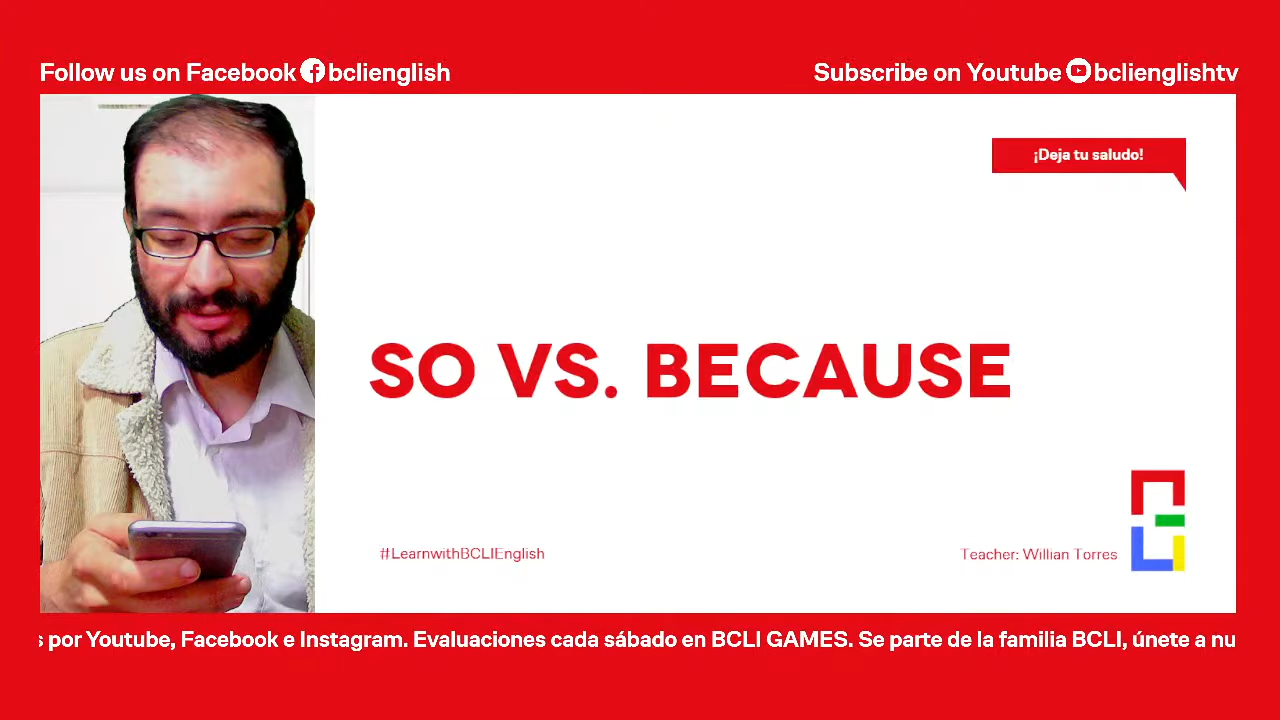 Follow us on Facebook bclienglish
Subscribe on Youtube bclienglishtv
¡Deja tu saludo!
SO VS. BECAUSE
#LearnwithBCLIEnglish
Teacher: Willian Torres
por Youtube, Facebook e Instagram. Evaluaciones cada sábado en BCLI GAMES. Se parte de la familia BCLI, únete a nu